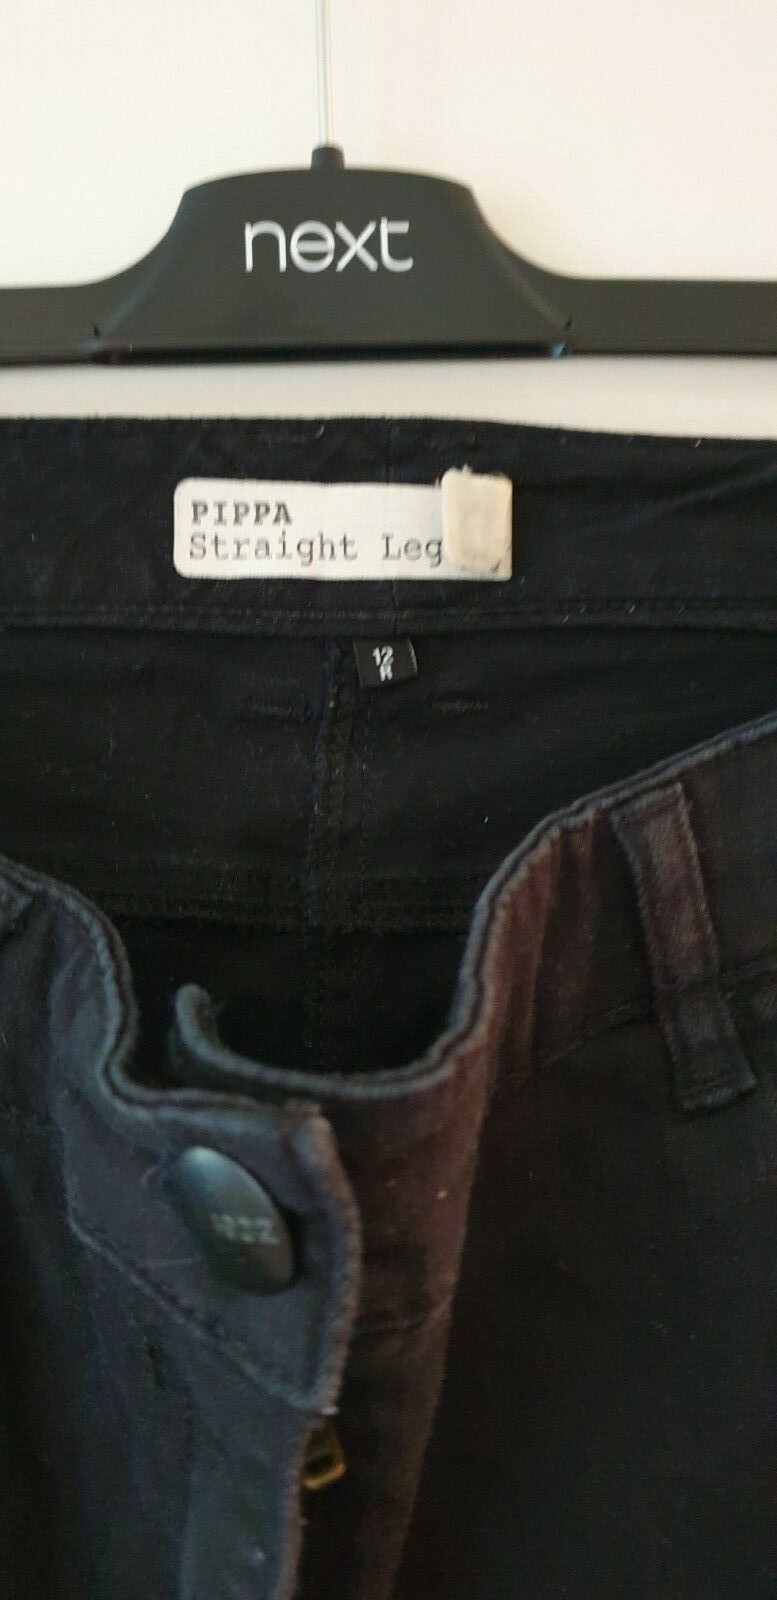 next
PIPPA
Straight Leg
12
R